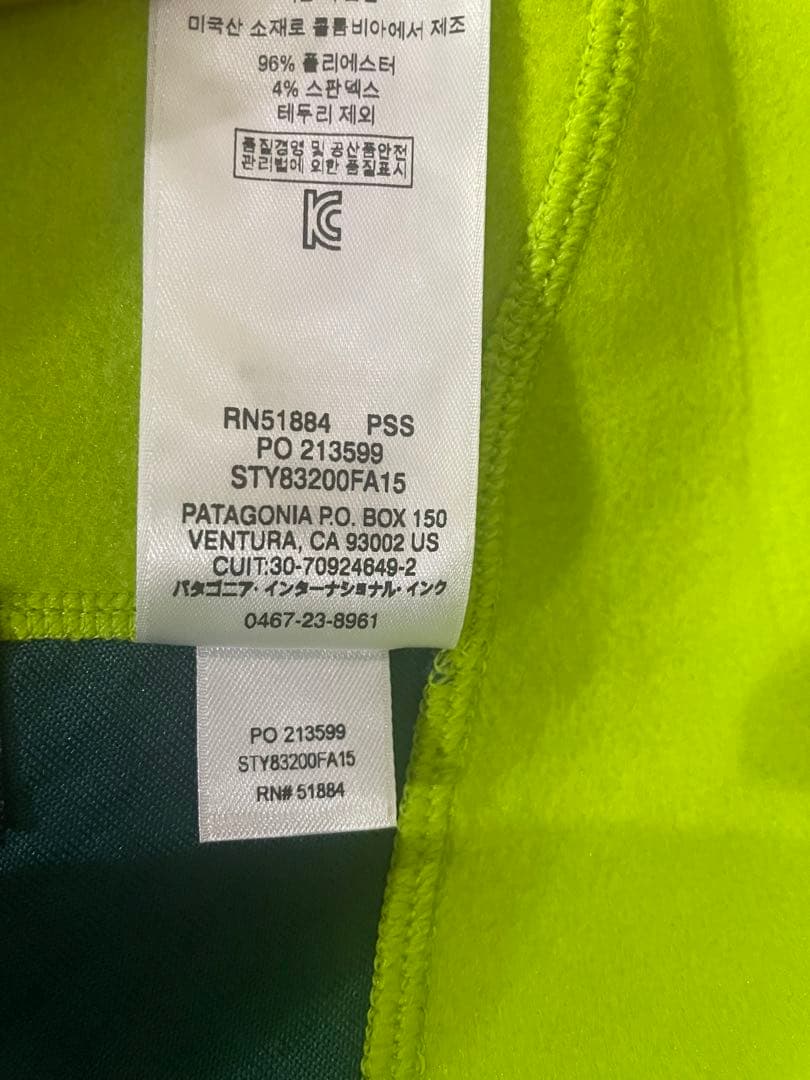 미국산 소재로 콜롬비아에서 제조
96% 폴리에스터
4% 스판덱스
테두리 제외
품질경영 및 공산품안전
관리법에 의한 품질표시
RN51884 PSS
PO 213599
STY83200FA15
PATAGONIA P.O. BOX 150
VENTURA, CA 93002 US
CUIT:30-70924649-2
パタゴニア・インターナショナル・インク
0467-23-8961
PO 213599
STY83200FA15
RN# 51884